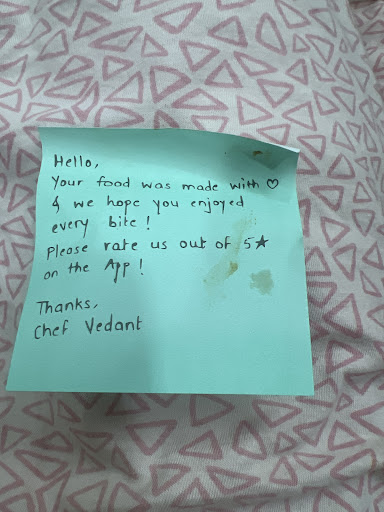 Hello,
Your food was made with ♡
& we hope you enjoyed
every bite!
Please rate us out of 5★
on the App!
Thanks,
Chef Vedant